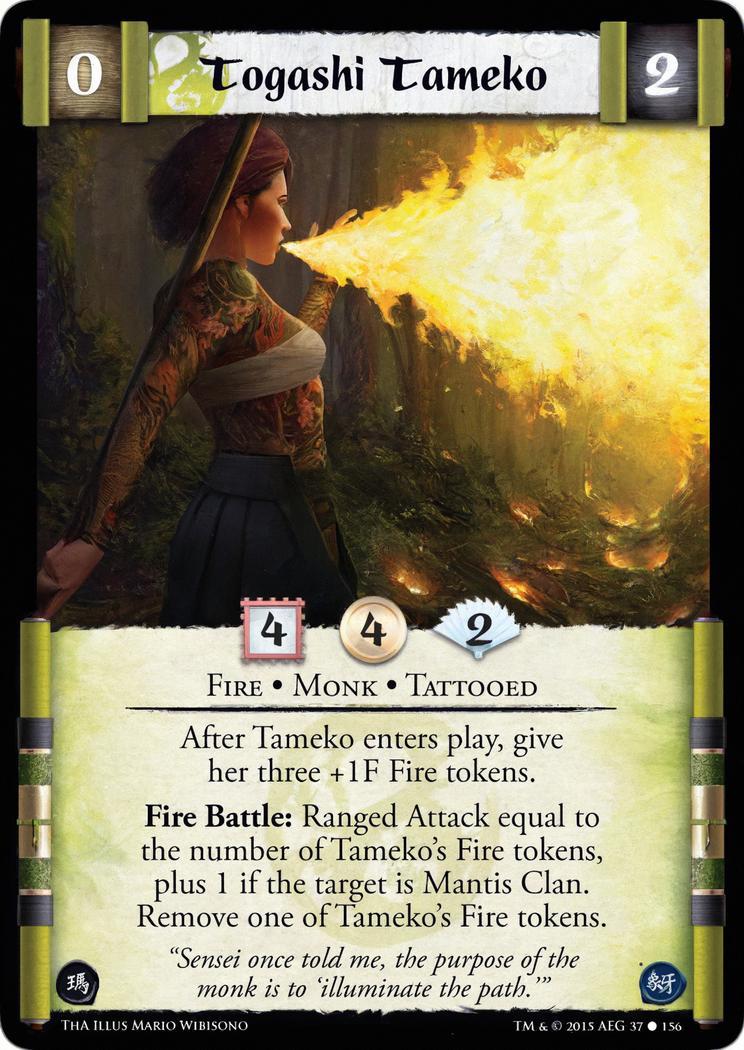 0
Togashi Tameko
2
4
4
2
Fire • Monk • Tattooed
After Tameko enters play, give
her three +1F Fire tokens.
Fire Battle: Ranged Attack equal to
the number of Tameko's Fire tokens,
plus 1 if the target is Mantis Clan.
Remove one of Tameko's Fire tokens.
“Sensei once told me, the purpose of the
monk is to ‘illuminate the path.’”
瑪
象牙
ThA Illus Mario Wibisono
TM & © 2015 AEG 37 ● 156